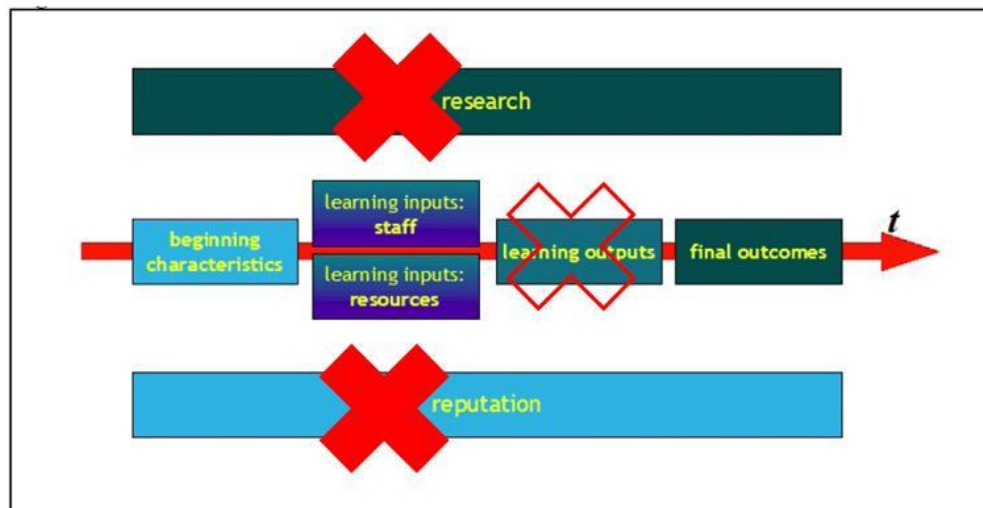 research
learning inputs:
staff
beginning
characteristics
learning outputs
final outcomes
t
learning inputs:
resources
reputation